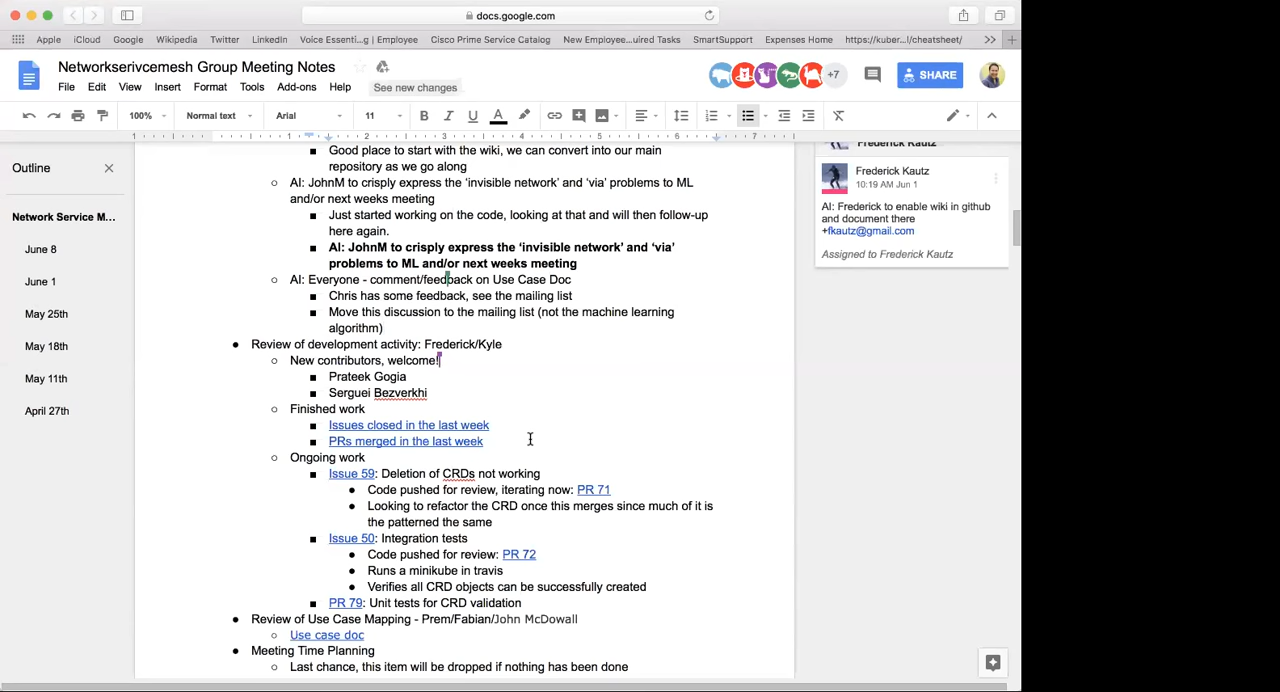 docs.google.com
Apple iCloud Google Wikipedia Twitter LinkedIn Voice Essenti...g | Employee Cisco Prime Service Catalog New Employee...uired Tasks SmartSupport Expenses Home https://kuber...!/cheatsheet/
Networkserivcemesh Group Meeting Notes
File Edit View Insert Format Tools Add-ons Help See new changes
+7
SHARE
100% Normal text Arial 11
1 1 2 3 4 5 6 7
Outline
Network Service M...
June 8
June 1
May 25th
May 18th
May 11th
April 27th
Good place to start with the wiki, we can convert into our main
repository as we go along
AI: JohnM to crisply express the ‘invisible network’ and ‘via’ problems to ML
and/or next weeks meeting
Just started working on the code, looking at that and will then follow-up
here again.
AI: JohnM to crisply express the ‘invisible network’ and ‘via’
problems to ML and/or next weeks meeting
AI: Everyone - comment/feedback on Use Case Doc
Chris has some feedback, see the mailing list
Move this discussion to the mailing list (not the machine learning
algorithm)
Review of development activity: Frederick/Kyle
New contributors, welcome!
Prateek Gogia
Serguei Bezverkhi
Finished work
Issues closed in the last week
PRs merged in the last week
Ongoing work
Issue 59: Deletion of CRDs not working
Code pushed for review, iterating now: PR 71
Looking to refactor the CRD once this merges since much of it is
the patterned the same
Issue 50: Integration tests
Code pushed for review: PR 72
Runs a minikube in travis
Verifies all CRD objects can be successfully created
PR 79: Unit tests for CRD validation
Review of Use Case Mapping - Prem/Fabian/John McDowall
Use case doc
Meeting Time Planning
Last chance, this item will be dropped if nothing has been done
Frederick Kautz
Frederick Kautz
10:19 AM Jun 1
AI: Frederick to enable wiki in github
and document there
+fkautz@gmail.com
Assigned to Frederick Kautz